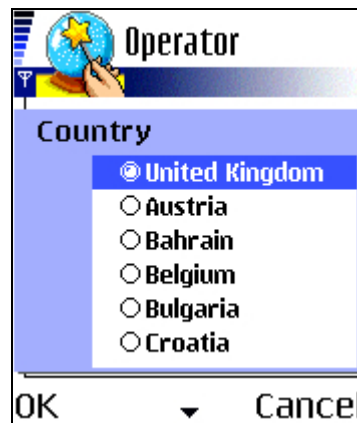 Operator
Country
United Kingdom
Austria
Bahrain
Belgium
Bulgaria
Croatia
OK Cancel